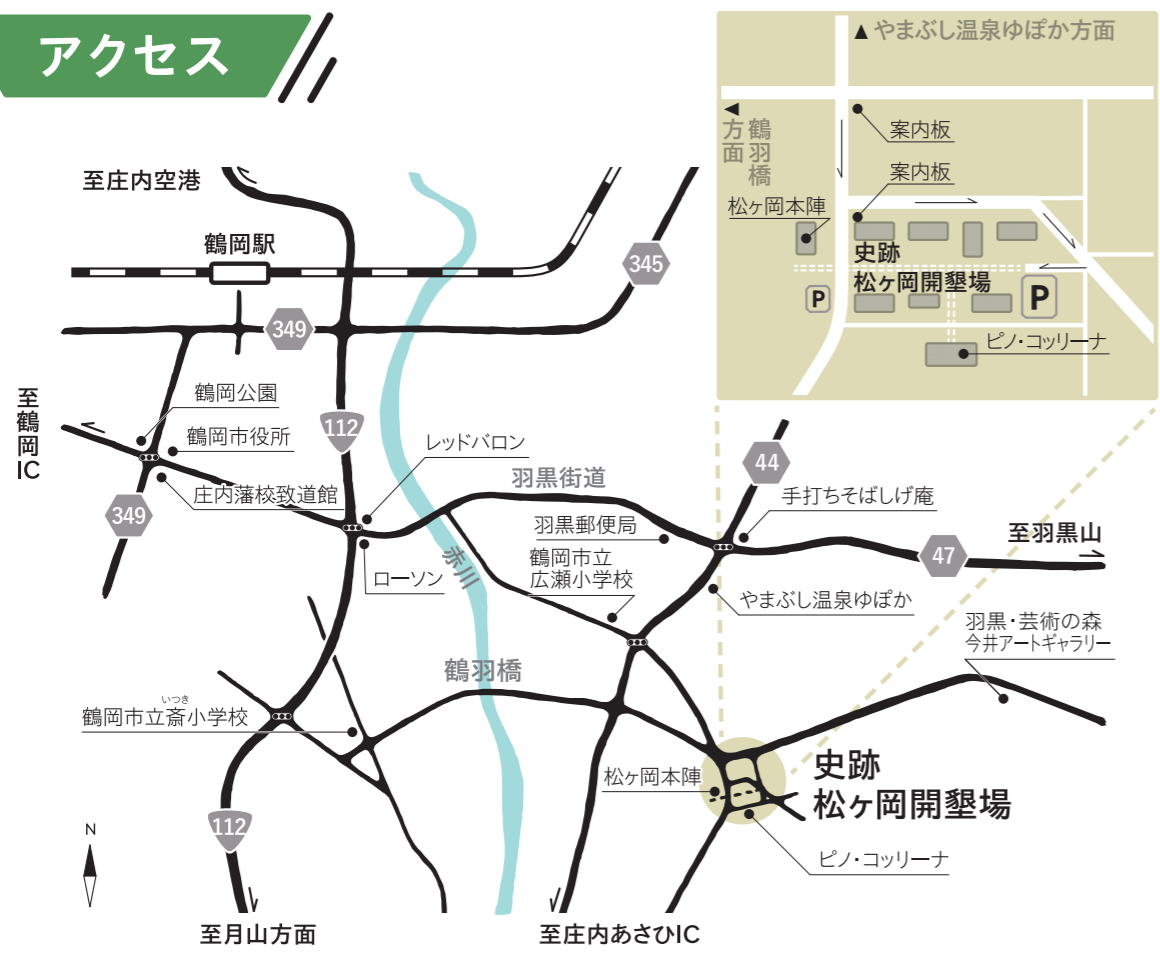 アクセス
▲やまぶし温泉ゆぽか方面
◀
鶴羽橋
方面
案内板
案内板
松ヶ岡本陣
史跡
松ヶ岡開墾場
P
P
ピノ・コッリーナ
至庄内空港
鶴岡駅
345
349
至鶴岡IC
鶴岡公園
鶴岡市役所
112
レッドバロン
庄内藩校致道館
349
羽黒街道
44
手打ちそばしげ庵
羽黒郵便局
至羽黒山
47
赤川
鶴岡市立
広瀬小学校
ローソン
やまぶし温泉ゆぽか
羽黒・芸術の森
今井アートギャラリー
鶴羽橋
いつき
鶴岡市立斎小学校
松ヶ岡本陣
史跡
松ヶ岡開墾場
112
N
ピノ・コッリーナ
至月山方面
至庄内あさひIC